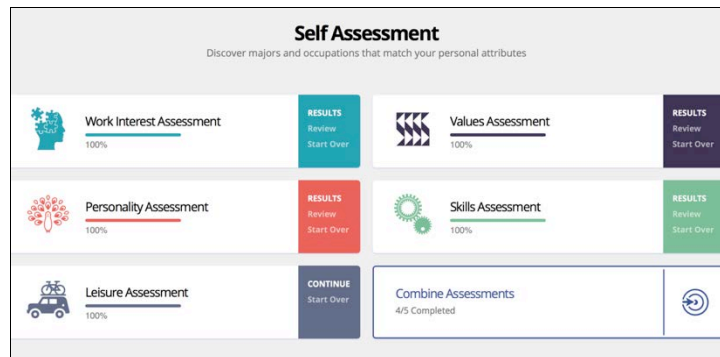 Self Assessment
Discover majors and occupations that match your personal attributes
Work Interest Assessment
100%
RESULTS
Review
Start Over
Values Assessment
100%
RESULTS
Review
Start Over
Personality Assessment
100%
RESULTS
Review
Start Over
Skills Assessment
100%
RESULTS
Review
Start Over
Leisure Assessment
100%
CONTINUE
Start Over
Combine Assessments
4/5 Completed